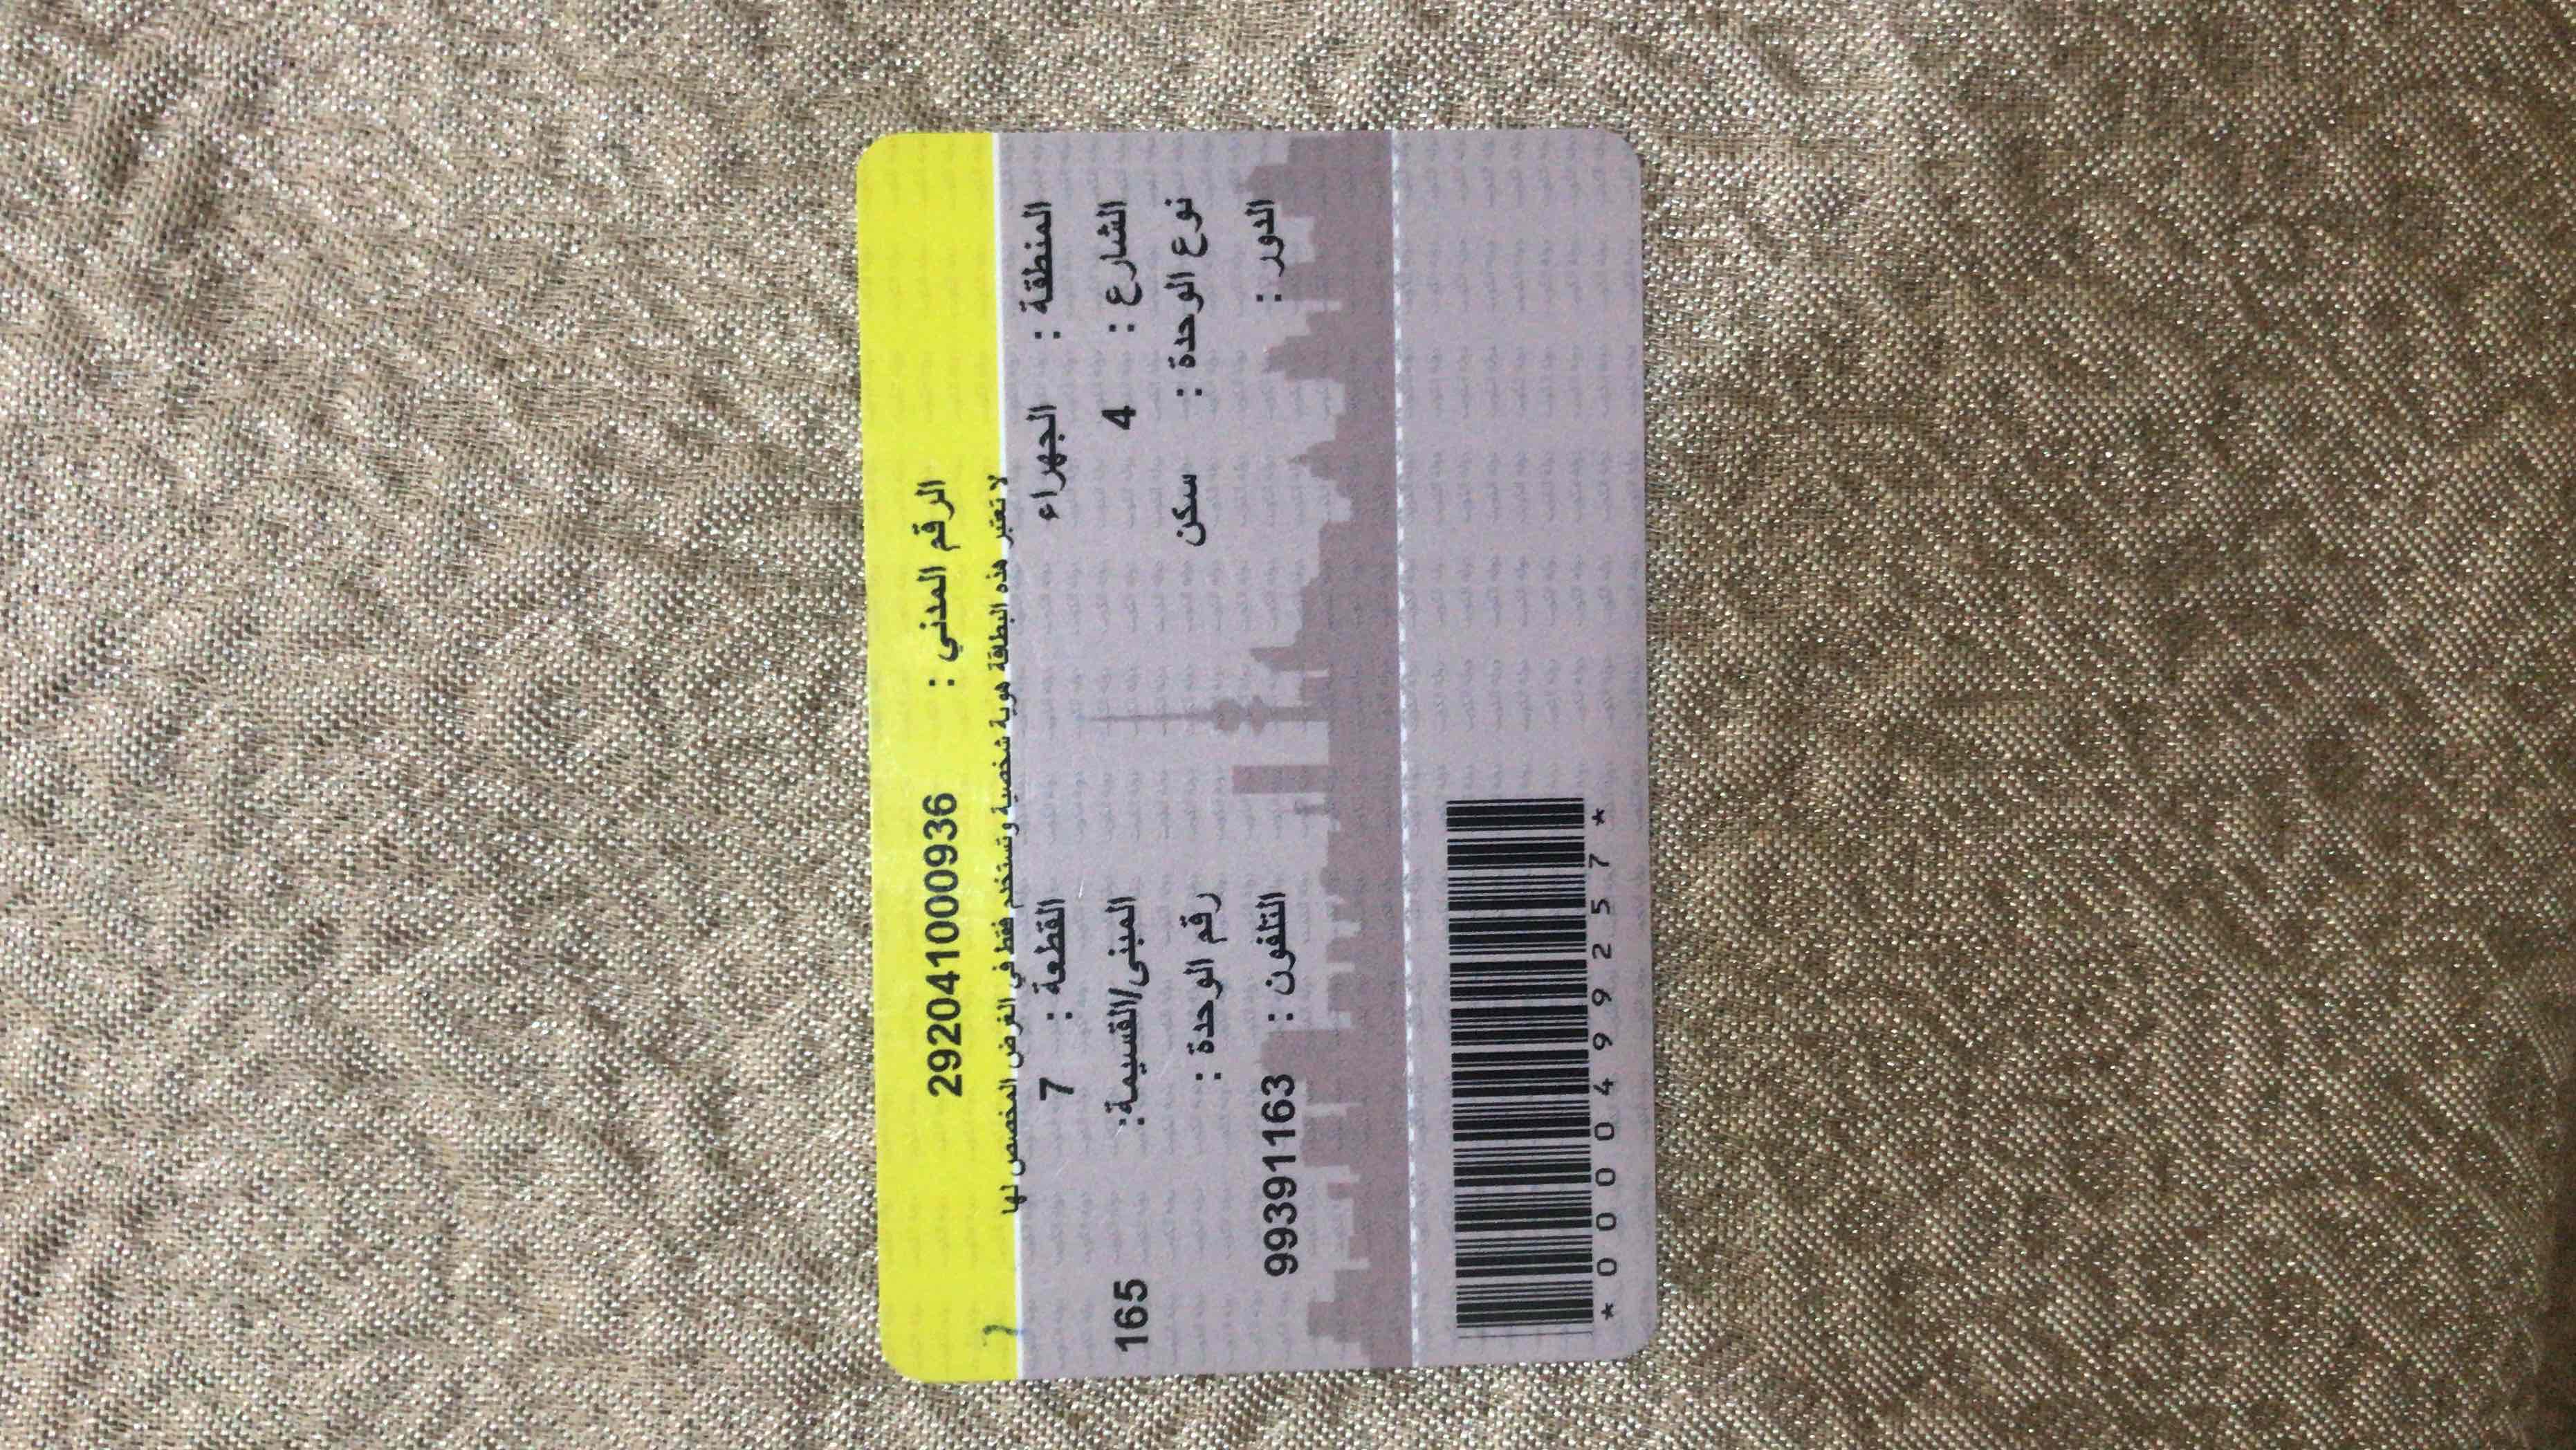 الرقم المدني : 292041000936
لا تعتبر هذه البطاقة هوية شخصية وتستخدم فقط في الغرض المخصص لها
المنطقة : الجهراء القطعة : 7
الشارع : 4 المبنى/القسيمة: 165
نوع الوحدة : سكن رقم الوحدة :
الدور : التلفون : 99391163
*000499257*